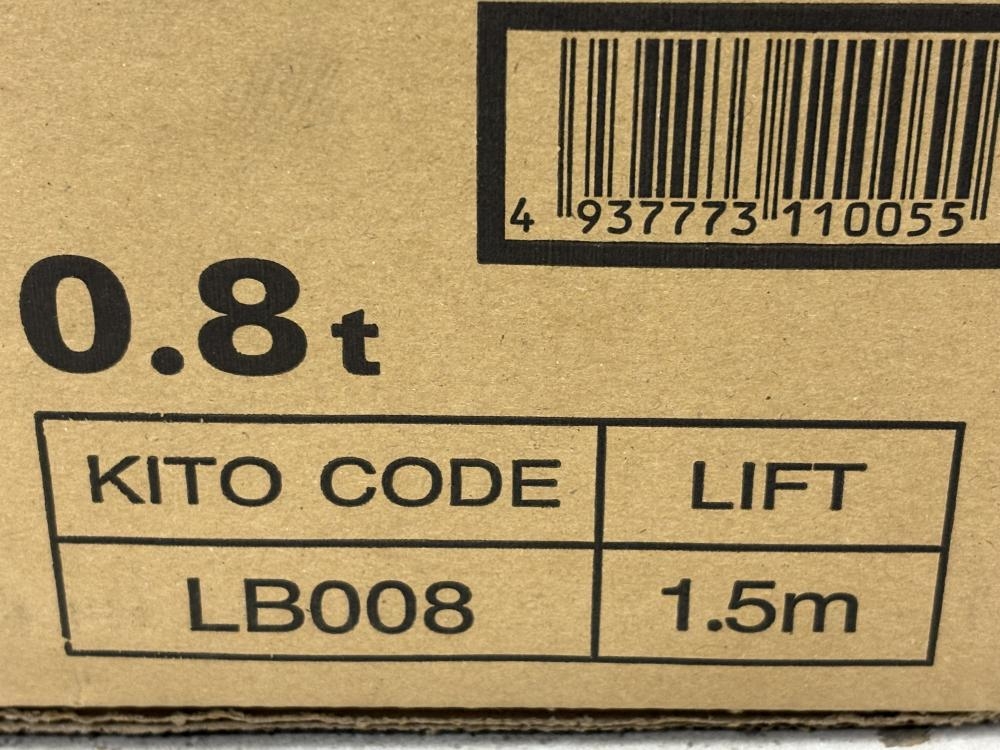 4 937773 110055
0.8t
KITO CODE LIFT
LB008 1.5m